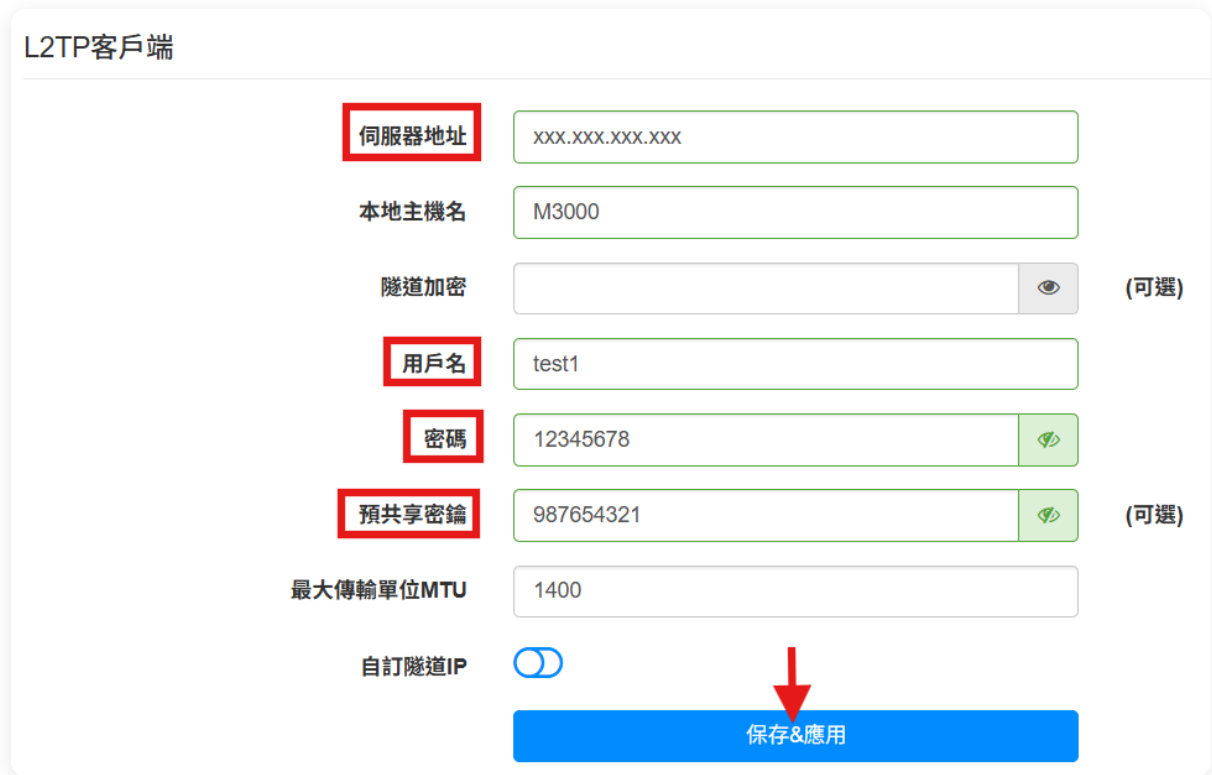 L2TP客戶端
伺服器地址 xxx.xxx.xxx.xxx
本地主機名 M3000
隧道加密 (可選)
用戶名 test1
密碼 12345678
預共享密鑰 987654321 (可選)
最大傳輸單位MTU 1400
自訂隧道IP
保存&應用